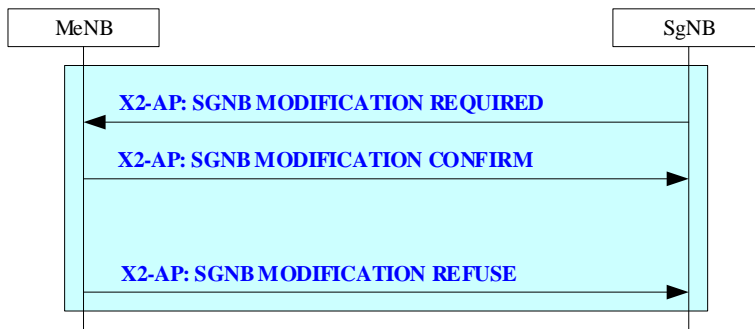 MeNB
SgNB
X2-AP: SGNB MODIFICATION REQUIRED
X2-AP: SGNB MODIFICATION CONFIRM
X2-AP: SGNB MODIFICATION REFUSE